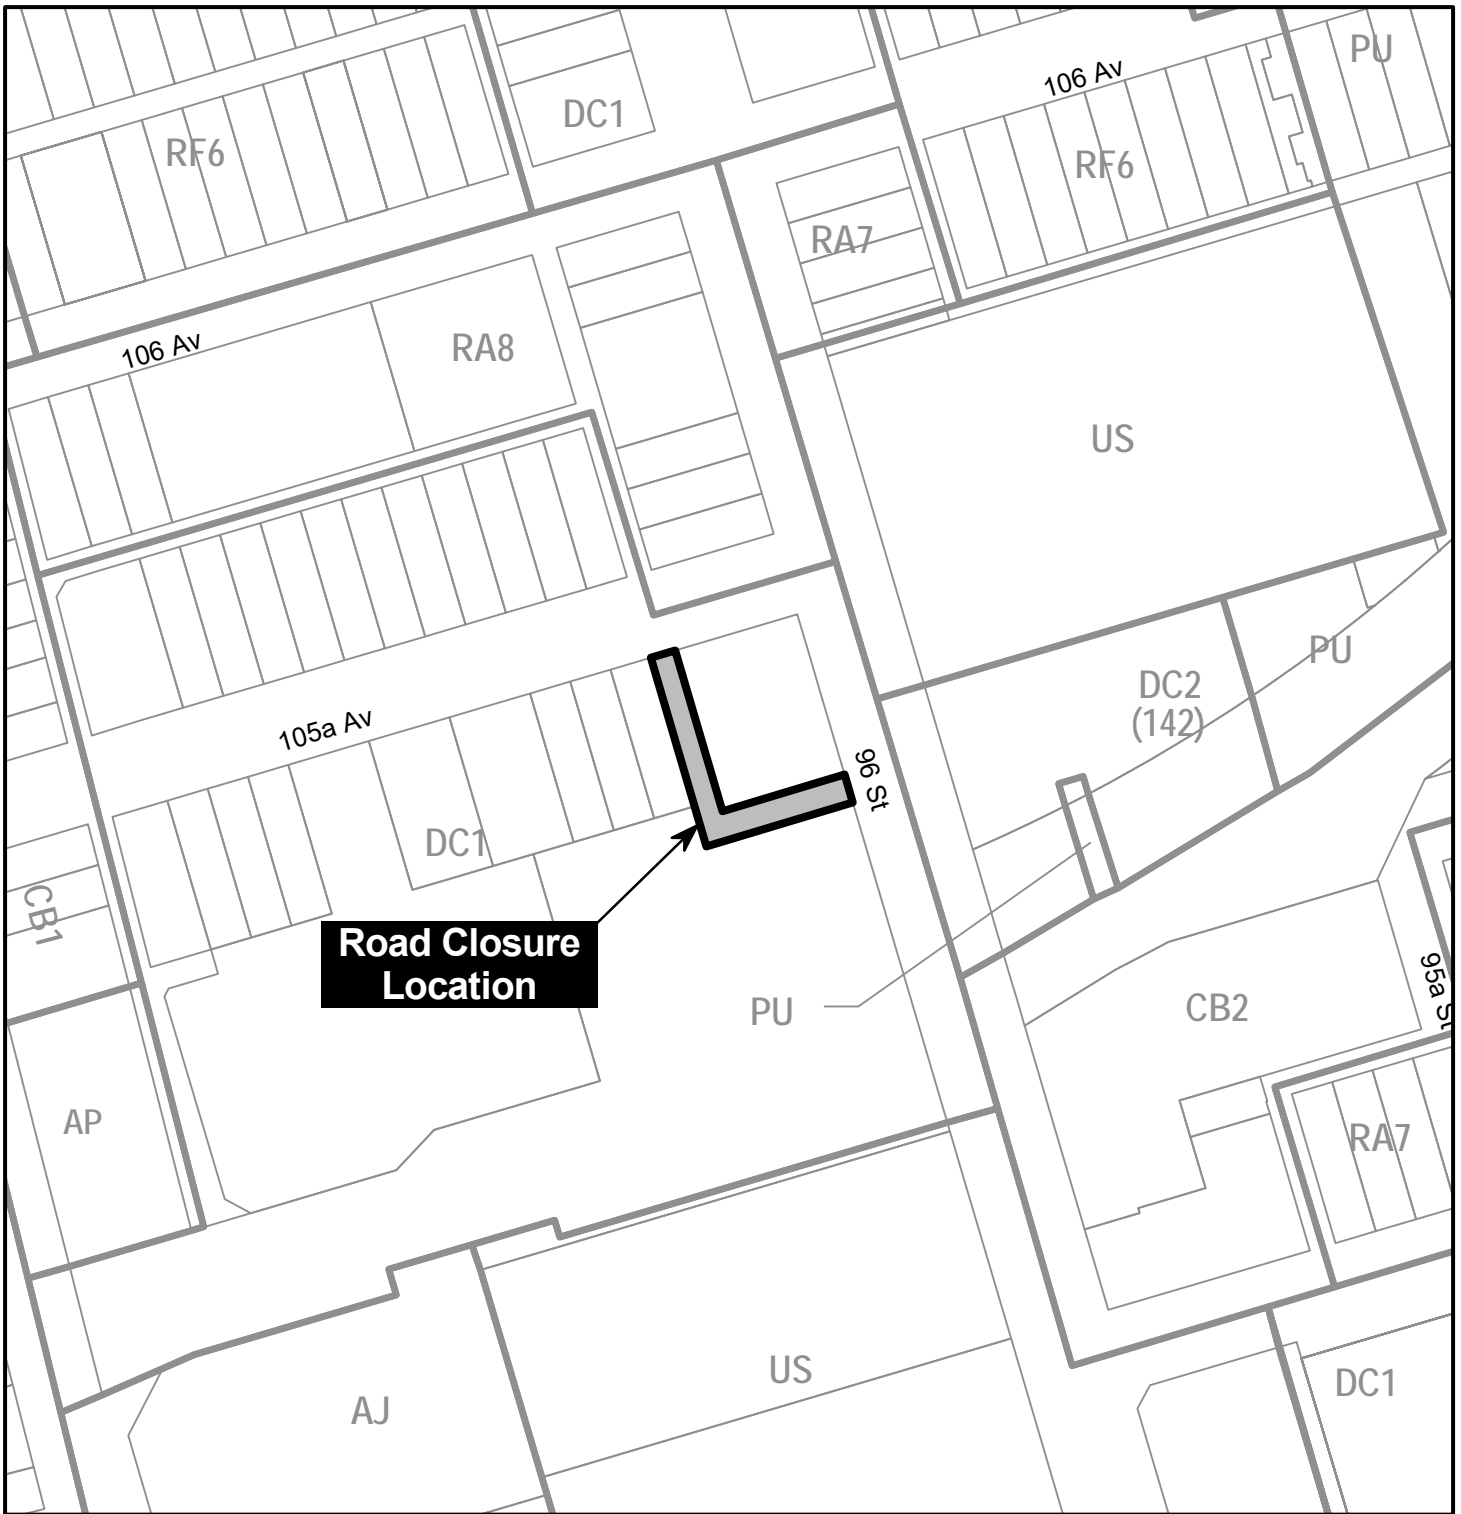 PU
106 Av
DC1
RF6
RF6
RA7
106 Av
RA8
US
PU
DC2
(142)
105a Av
96 St
DC1
CB1
Road Closure
Location
95a St
PU
CB2
AP
RA7
US
DC1
AJ